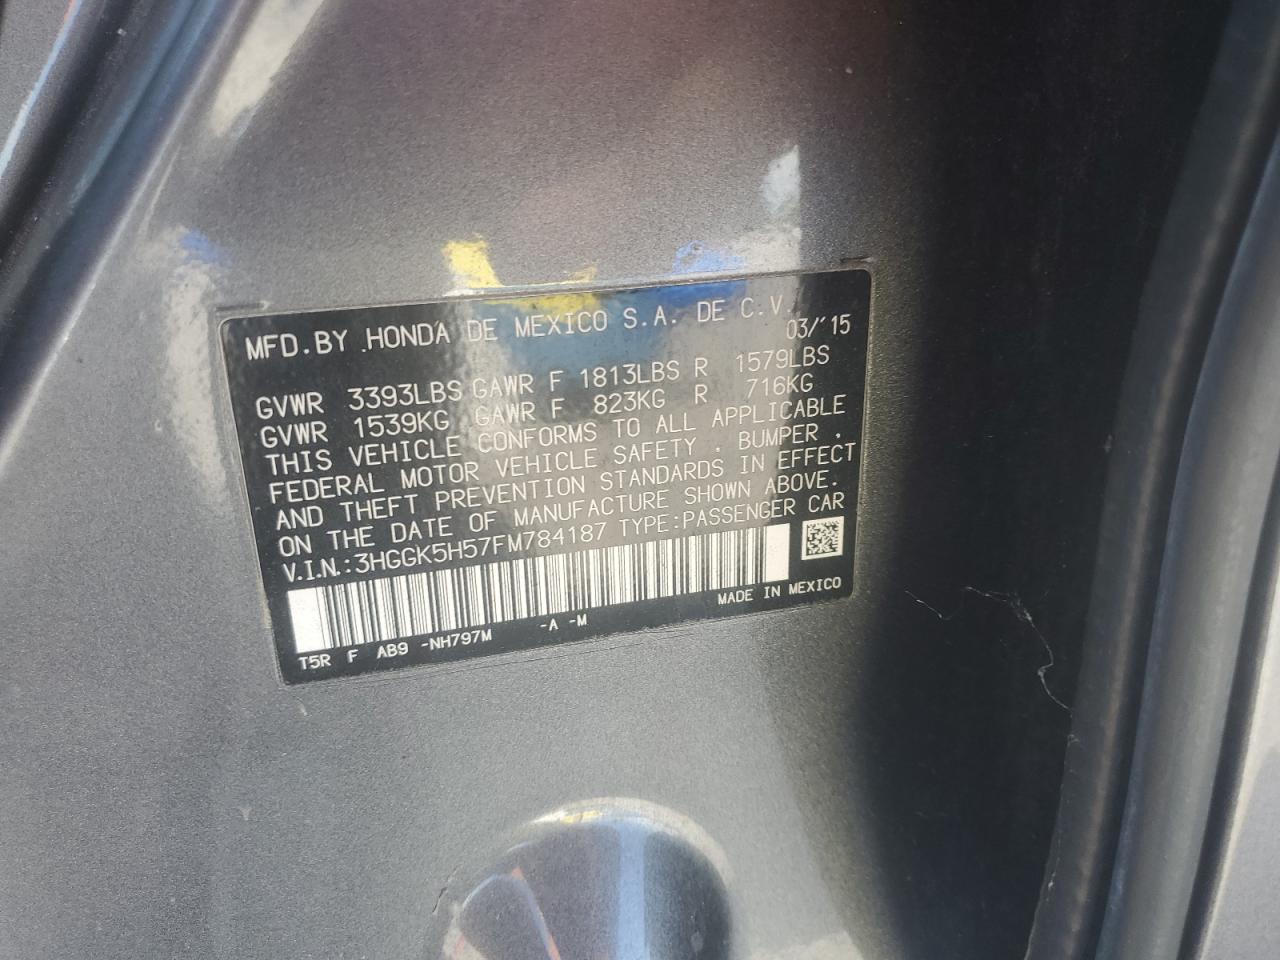 MFD.BY HONDA DE MEXICO S.A. DE C.V.
03/'15
GVWR 3393LBS GAWR F 1813LBS R 1579LBS
GVWR 1539KG GAWR F 823KG R 716KG
THIS VEHICLE CONFORMS TO ALL APPLICABLE
FEDERAL MOTOR VEHICLE SAFETY , BUMPER ,
AND THEFT PREVENTION STANDARDS IN EFFECT
ON THE DATE OF MANUFACTURE SHOWN ABOVE.
V.I.N.:3HGGK5H57FM784187 TYPE:PASSENGER CAR
MADE IN MEXICO
T5R F AB9 -NH797M -A -M